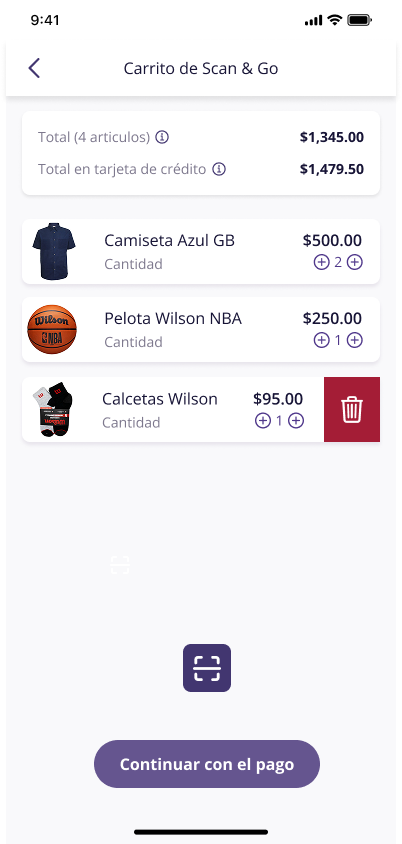 9:41
Carrito de Scan & Go
Total (4 articulos)
$1,345.00
Total en tarjeta de crédito
$1,479.50
Camiseta Azul GB
$500.00
Cantidad
2
Pelota Wilson NBA
$250.00
Cantidad
1
Wilson
NBA
Calcetas Wilson
$95.00
Cantidad
1
Continuar con el pago